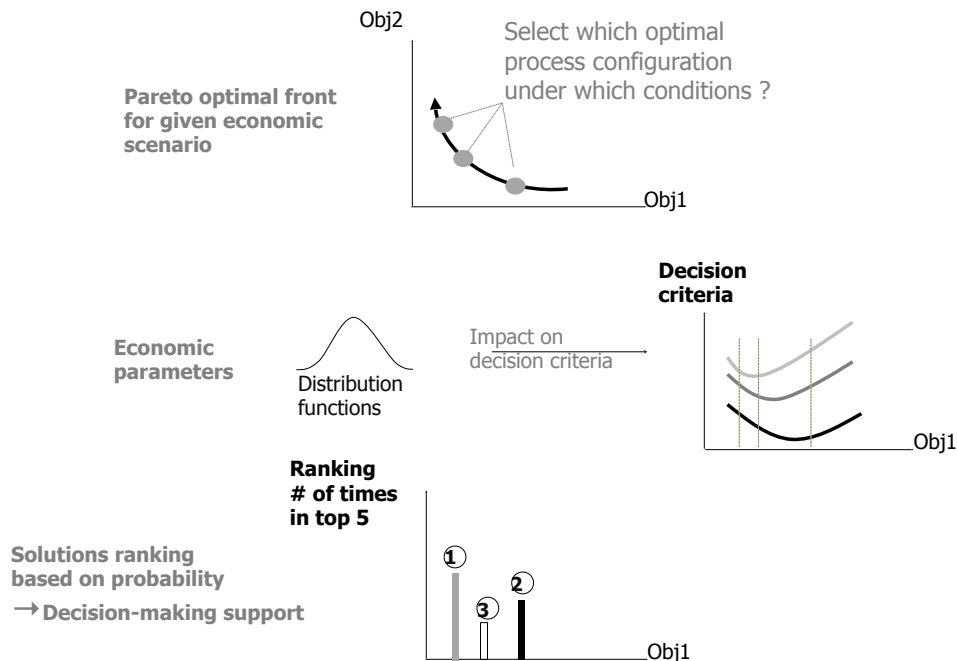 Obj2
Select which optimal
process configuration
under which conditions ?
Pareto optimal front
for given economic
scenario
Obj1
Decision
criteria
Economic
parameters
Distribution
functions
Impact on
decision criteria
Obj1
Ranking
# of times
in top 5
Solutions ranking
based on probability
→ Decision-making support
1
3
2
Obj1